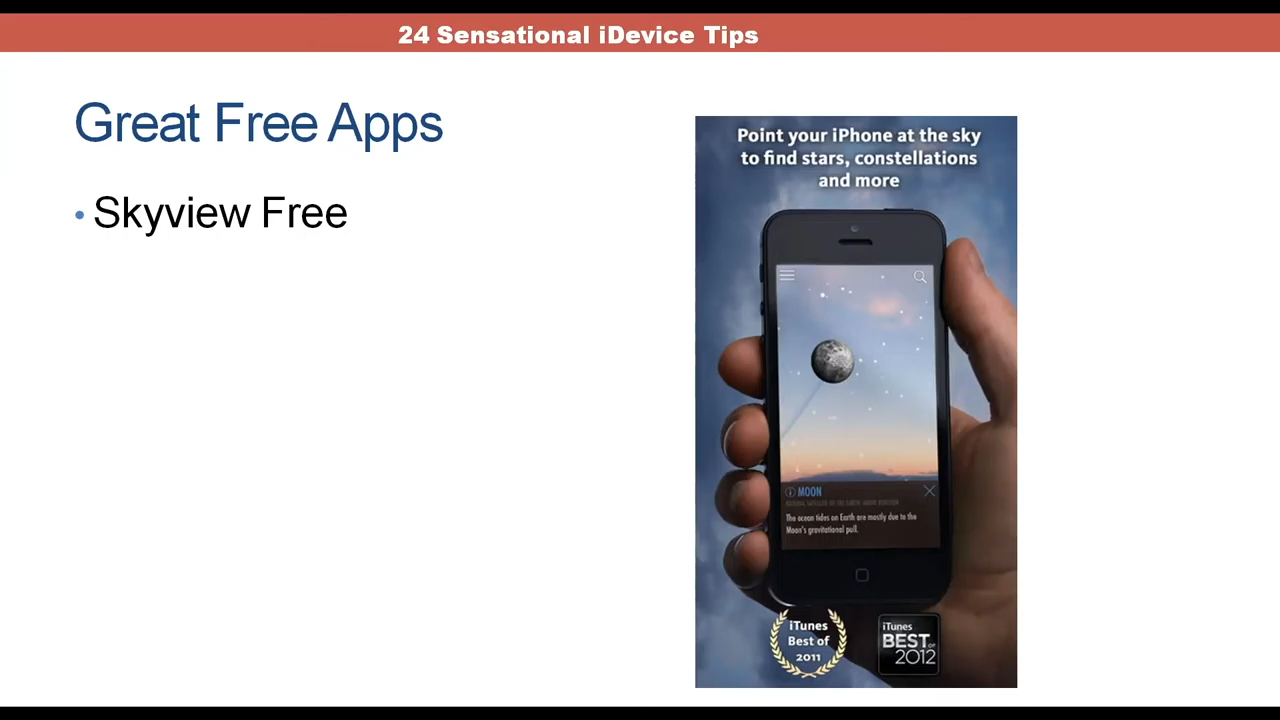 24 Sensational iDevice Tips
Great Free Apps
• Skyview Free
Point your iPhone at the sky
to find stars, constellations
and more
MOON
The ocean tides on Earth are mostly due to the
Moon's gravitational pull.
iTunes
Best of
2011
iTunes
BEST OF
2012